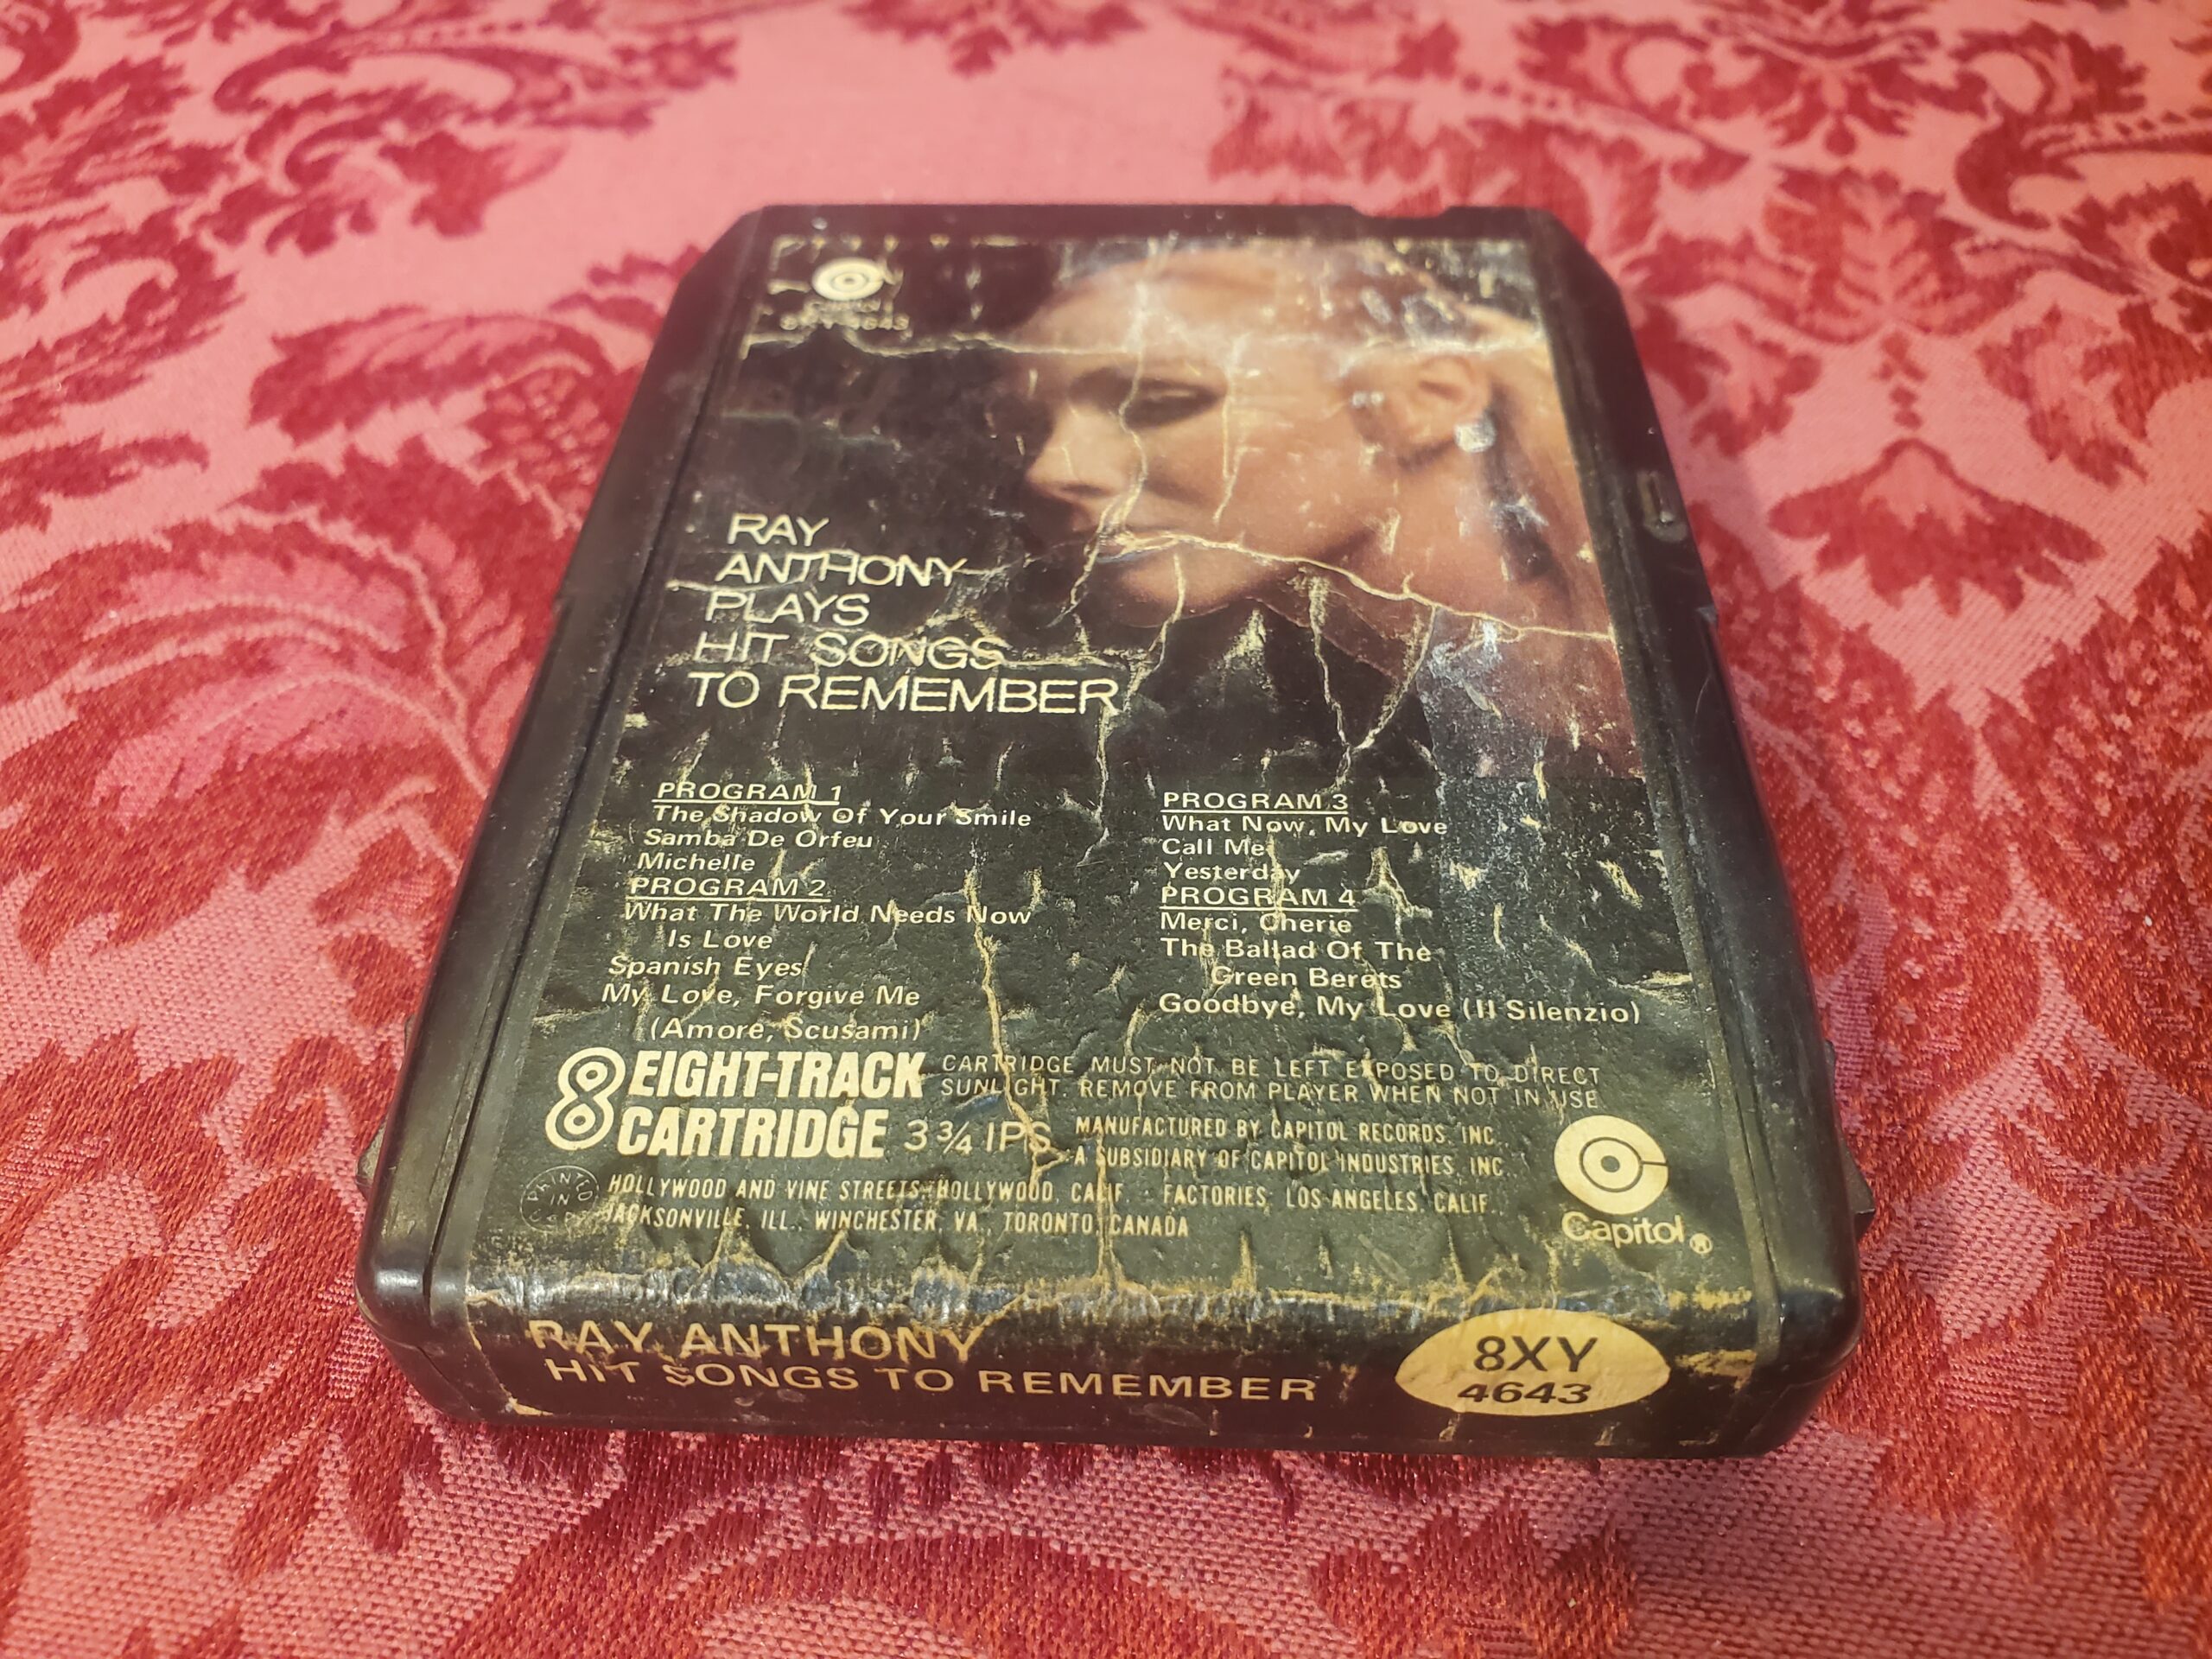 RAY
ANTHONY
PLAYS
HIT SONGS
TO REMEMBER
PROGRAM 1
The Shadow Of Your Smile
Samba De Orfeu
Michelle
PROGRAM 2
What The World Needs Now
Is Love
Spanish Eyes
My Love, Forgive Me
(Amore, Scusami)
PROGRAM 3
What Now, My Love
Call Me
Yesterday
PROGRAM 4
Merci, Cherie
The Ballad Of The
Green Berets
Goodbye, My Love (Il Silenzio)
8 EIGHT-TRACK
CARTRIDGE 3 3/4 IPS
CARTRIDGE MUST NOT BE LEFT EXPOSED TO DIRECT
SUNLIGHT. REMOVE FROM PLAYER WHEN NOT IN USE
MANUFACTURED BY CAPITOL RECORDS, INC.,
A SUBSIDIARY OF CAPITOL INDUSTRIES, INC.
PRINTED
IN
HOLLYWOOD AND VINE STREETS, HOLLYWOOD, CALIF. · FACTORIES, LOS ANGELES, CALIF.,
JACKSONVILLE, ILL., WINCHESTER, VA., TORONTO, CANADA
Capitol ®
RAY ANTHONY
HIT SONGS TO REMEMBER
8XY
4643